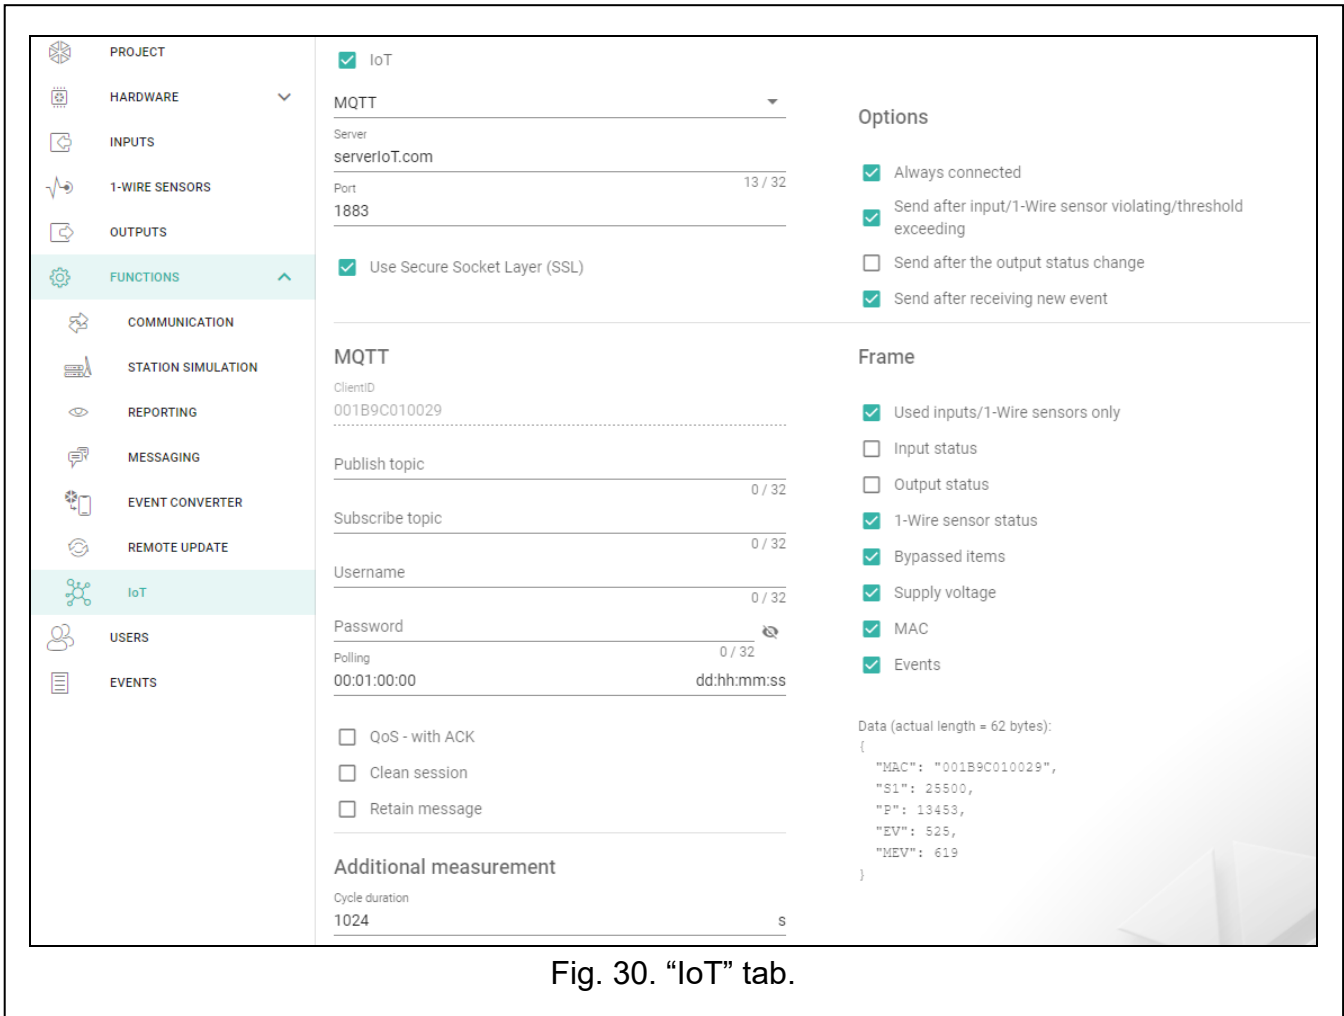 PROJECT
HARDWARE
INPUTS
1-WIRE SENSORS
OUTPUTS
FUNCTIONS
COMMUNICATION
STATION SIMULATION
REPORTING
MESSAGING
EVENT CONVERTER
REMOTE UPDATE
IoT
USERS
EVENTS
IoT
MQTT
Server
serverIoT.com
13 / 32
Port
1883
Use Secure Socket Layer (SSL)
Options
Always connected
Send after input/1-Wire sensor violating/threshold
exceeding
Send after the output status change
Send after receiving new event
MQTT
ClientID
001B9C010029
Publish topic
0 / 32
Subscribe topic
0 / 32
Username
0 / 32
Password
0 / 32
Polling
00:01:00:00 dd:hh:mm:ss
QoS - with ACK
Clean session
Retain message
Additional measurement
Cycle duration
1024 s
Frame
Used inputs/1-Wire sensors only
Input status
Output status
1-Wire sensor status
Bypassed items
Supply voltage
MAC
Events
Data (actual length = 62 bytes):
{
"MAC": "001B9C010029",
"S1": 25500,
"P": 13453,
"EV": 525,
"MEV": 619
}
Fig. 30. “IoT” tab.